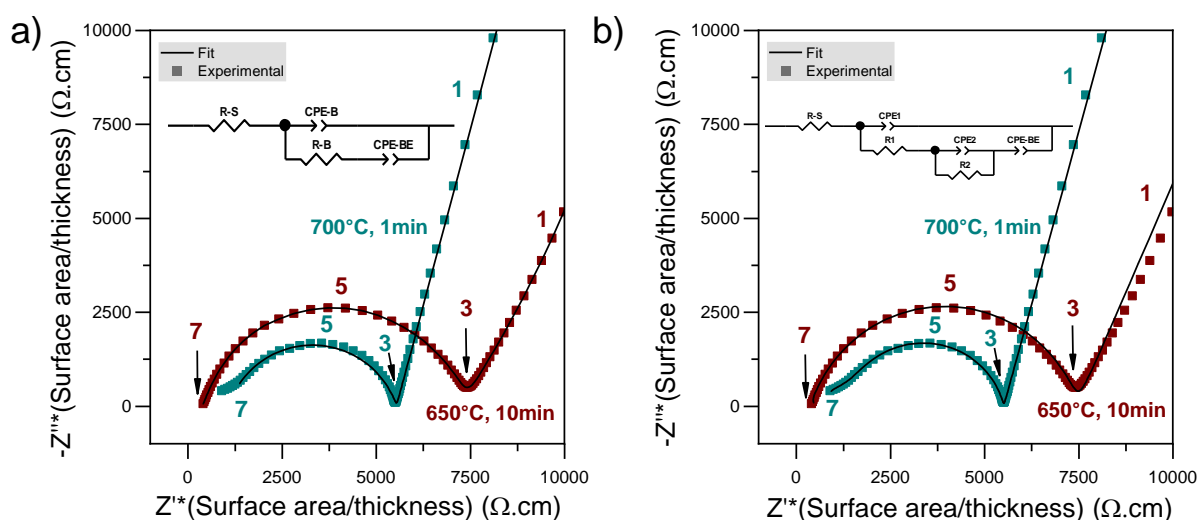 a)
-Z''*(Surface area/thickness) (Ω.cm)
10000
7500
5000
2500
0
Fit
Experimental
R-S
CPE-B
R-B
CPE-BE
1
700°C, 1min
1
5
3
7
5
3
7
650°C, 10min
0
2500
5000
7500
10000
Z'*(Surface area/thickness) (Ω.cm)
b)
-Z''*(Surface area/thickness) (Ω.cm)
10000
7500
5000
2500
0
Fit
Experimental
R-S
CPE1
R1
CPE2
CPE-BE
R2
1
1
700°C, 1min
5
3
7
5
3
7
650°C, 10min
0
2500
5000
7500
10000
Z'*(Surface area/thickness) (Ω.cm)